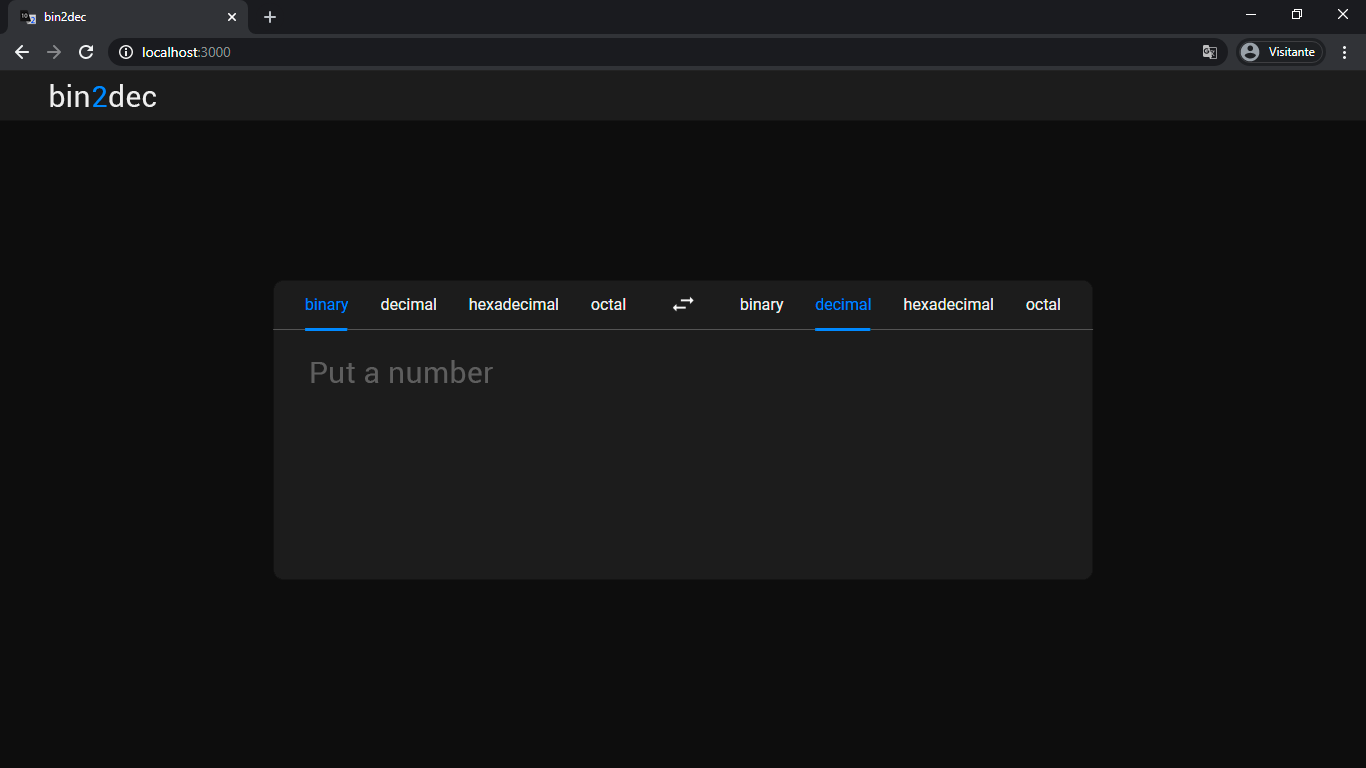 bin2dec
localhost:3000
Visitante
bin2dec
binary decimal hexadecimal octal binary decimal hexadecimal octal
Put a number